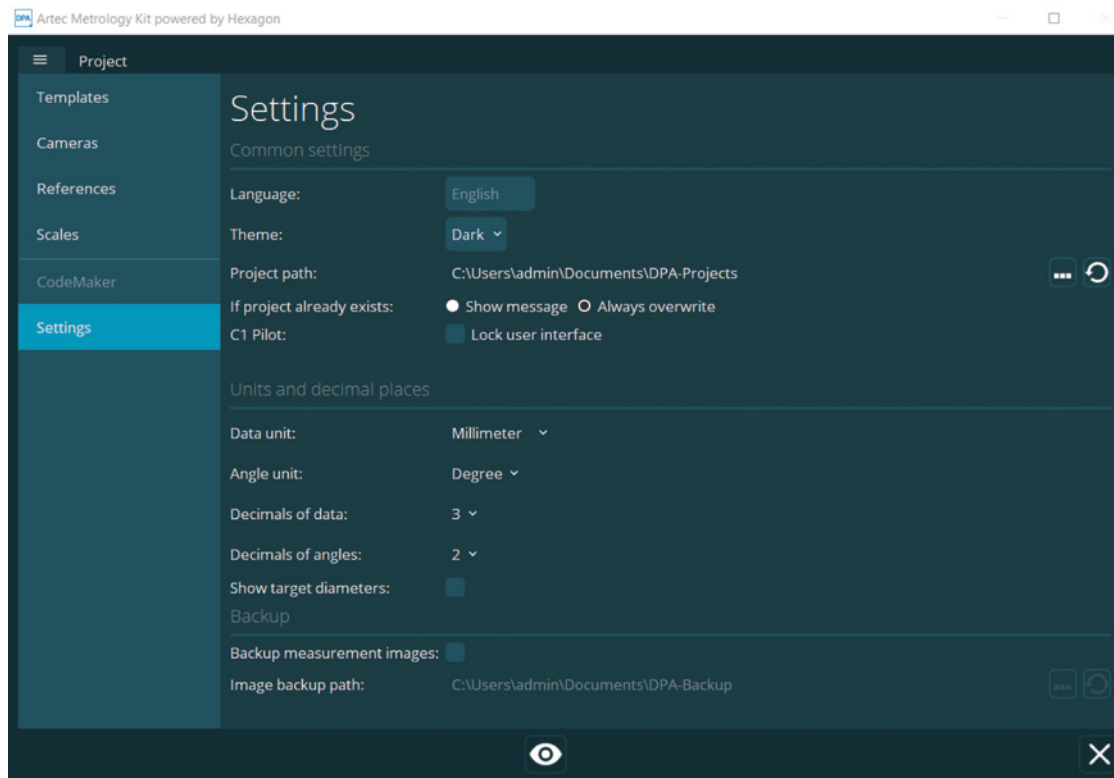 DPA Artec Metrology Kit powered by Hexagon
Project
Templates
Cameras
References
Scales
CodeMaker
Settings
Settings
Common settings
Language: English
Theme: Dark
Project path: C:\Users\admin\Documents\DPA-Projects
If project already exists: Show message Always overwrite
C1 Pilot: Lock user interface
Units and decimal places
Data unit: Millimeter
Angle unit: Degree
Decimals of data: 3
Decimals of angles: 2
Show target diameters:
Backup
Backup measurement images:
Image backup path: C:\Users\admin\Documents\DPA-Backup